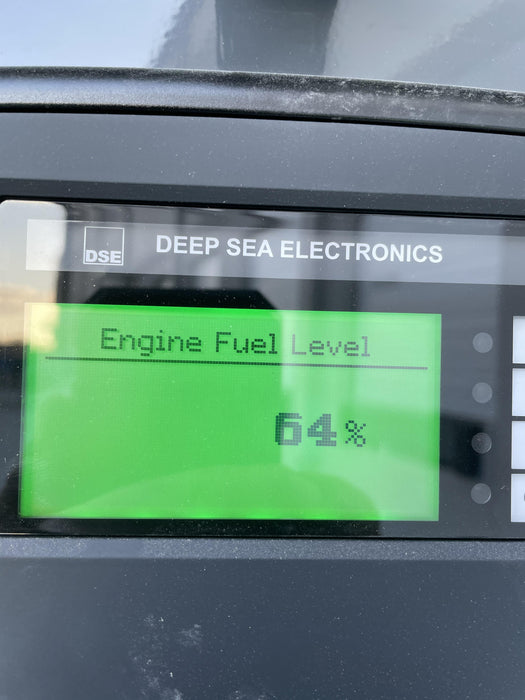 DSE
DEEP SEA ELECTRONICS
Engine Fuel Level
64%